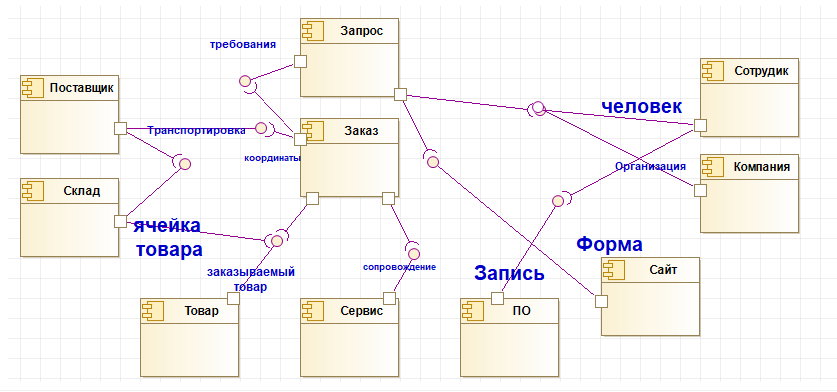 Запрос
требования
Поставщик
Сотрудик
человек
Транспортировка
Заказ
координаты
Организация
Компания
Склад
ячейка
товара
Форма
заказываемый
товар
сопровождение
Запись
Сайт
Товар
Сервис
ПО